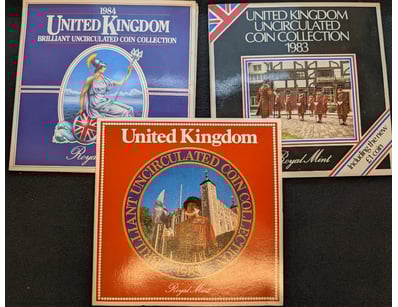 1984
UNITED KINGDOM
BRILLIANT UNCIRCULATED COIN COLLECTION
Royal Mint
UNITED KINGDOM
UNCIRCULATED
COIN COLLECTION
1983
Royal Mint
including the new
£1 coin
United Kingdom
BRILLIANT UNCIRCULATED COIN COLLECTION
Royal Mint